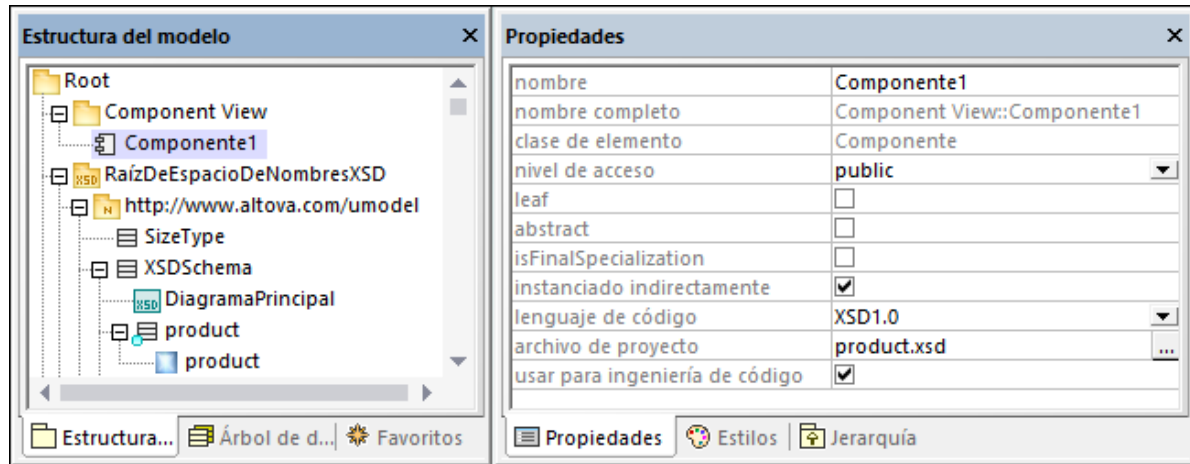 Estructura del modelo ×
Root
Component View
Componente1
XSD RaízDeEspacioDeNombresXSD
N http://www.altova.com/umodel
SizeType
XSDSchema
XSD DiagramaPrincipal
product
product
Estructura... Árbol de d... Favoritos
Propiedades ×
nombre Componente1
nombre completo Component View::Componente1
clase de elemento Componente
nivel de acceso public
leaf
abstract
isFinalSpecialization
instanciado indirectamente
lenguaje de código XSD1.0
archivo de proyecto product.xsd ...
usar para ingeniería de código
Propiedades Estilos Jerarquía